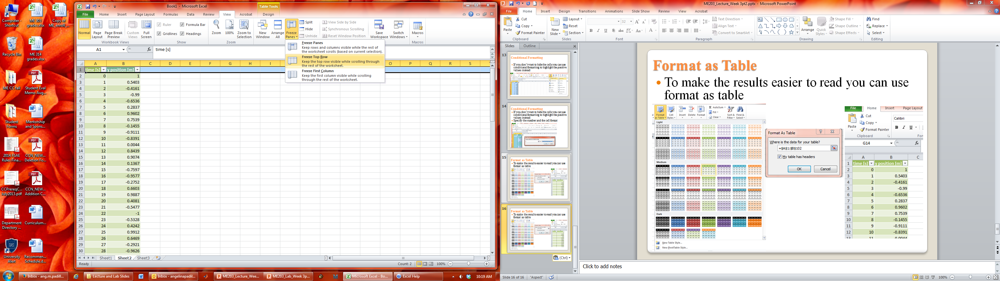 Computer - Shortcut
ME 303 grades.xlsx
Copy of ME_enroll_...
Recycle Bin
ME 314 grades.xlsx
ME CC fall
Student Eval Memo Aug...
Student Forms
Mentorship and Spons...
2014 FSAE Rules Fina...
CCN_NEW... Deletion Fo...
CCPrereqC... July2013.pdf
CCN_NEW... Addition C...
Department Directory ...
Curriculum...
University Alert
Recommen... Schedule.d...
Book1 - Microsoft Excel
Table Tools
File Home Insert Page Layout Formulas Data Review View Acrobat Design
Normal Page Layout Page Break Preview Custom Views Full Screen
Workbook Views
Ruler Formula Bar
Gridlines Headings
Show
Zoom 100% Zoom to Selection
Zoom
New Window Arrange All Freeze Panes
Split
Hide
Unhide
View Side by Side
Synchronous Scrolling
Reset Window Position
Save Workspace Switch Windows
Macros
Macros
Freeze Panes
Keep rows and columns visible while the rest of
the worksheet scrolls (based on current selection).
Freeze Top Row
Keep the top row visible while scrolling through
the rest of the worksheet.
Freeze First Column
Keep the first column visible while scrolling
through the rest of the worksheet.
A1 fx time [s]
A B C D E F G H I O P Q R S
1 time [s] y position [m]
2 0 1
3 1 0.5403
4 2 -0.4161
5 3 -0.99
6 4 -0.6536
7 5 0.2837
8 6 0.9602
9 7 0.7539
10 8 -0.1455
11 9 -0.9111
12 10 -0.8391
13 11 0.0044
14 12 0.8439
15 13 0.9074
16 14 0.1367
17 15 -0.7597
18 16 -0.9577
19 17 -0.2752
20 18 0.6603
21 19 0.9887
22 20 0.4081
23 21 -0.5477
24 22 -1
25 23 -0.5328
26 24 0.4242
27 25 0.9912
28 26 0.6469
29 27 -0.2921
30 28 -0.9626
Sheet1 Sheet2 Sheet3
Ready Count: 2 100%
Inbox - ang.m.padill... Lecture and Lab Slides Inbox - angelinapadil... ME203_Lecture_Wee... ME203_Lab_Week 3p... Microsoft Excel - Bo... Excel Help 10:19 AM
ME203_Lecture_Week 3pt2.pptx - Microsoft PowerPoint
File Home Insert Design Transitions Animations Slide Show Review View Acrobat
Paste
Cut
Copy
Format Painter
Clipboard
New Slide
Layout
Reset
Section
Slides
32
B I U S abc AV Aa A
Font
Text Direction
Align Text
Convert to SmartArt
Paragraph
Arrange Quick Styles
Shape Fill
Shape Outline
Shape Effects
Drawing
Find
Replace
Select
Editing
Slides Outline
13
Conditional Formatting
If you don't want to hide the cells you can use
conditional formatting to highlight the positive
values instead
14
Conditional Formatting
If you don't want to hide the cells you can use
conditional formatting to highlight the positive
values instead
Specify the number and the cell format
15
Format as Table
To make the results easier to read you can use
format as table
16
Format as Table
To make the results easier to read you can use
format as table
(Ctrl)
Format as Table
To make the results easier to read you can use
format as table
Format as Table Cell Styles Insert Delete Format
AutoSum
Fill
Clear
Sort & Filter Find & Select
Light
Medium
Dark
New Table Style...
New PivotTable Style...
Format As Table
Where is the data for your table?
=$A$1:$B$102
My table has headers
OK Cancel
File Home Insert Page Layout
Paste
Cut
Copy
Format Painter
Clipboard
Calibri
B I U
G14 fx
A B C
1 time [s] y position [m]
2 0 1
3 1 0.5403
4 2 -0.4161
5 3 -0.99
6 4 -0.6536
7 5 0.2837
8 6 0.9602
9 7 0.7539
10 8 -0.1455
11 9 -0.9111
12 10 -0.8391
Click to add notes
Slide 16 of 16 "Aspect" 100%